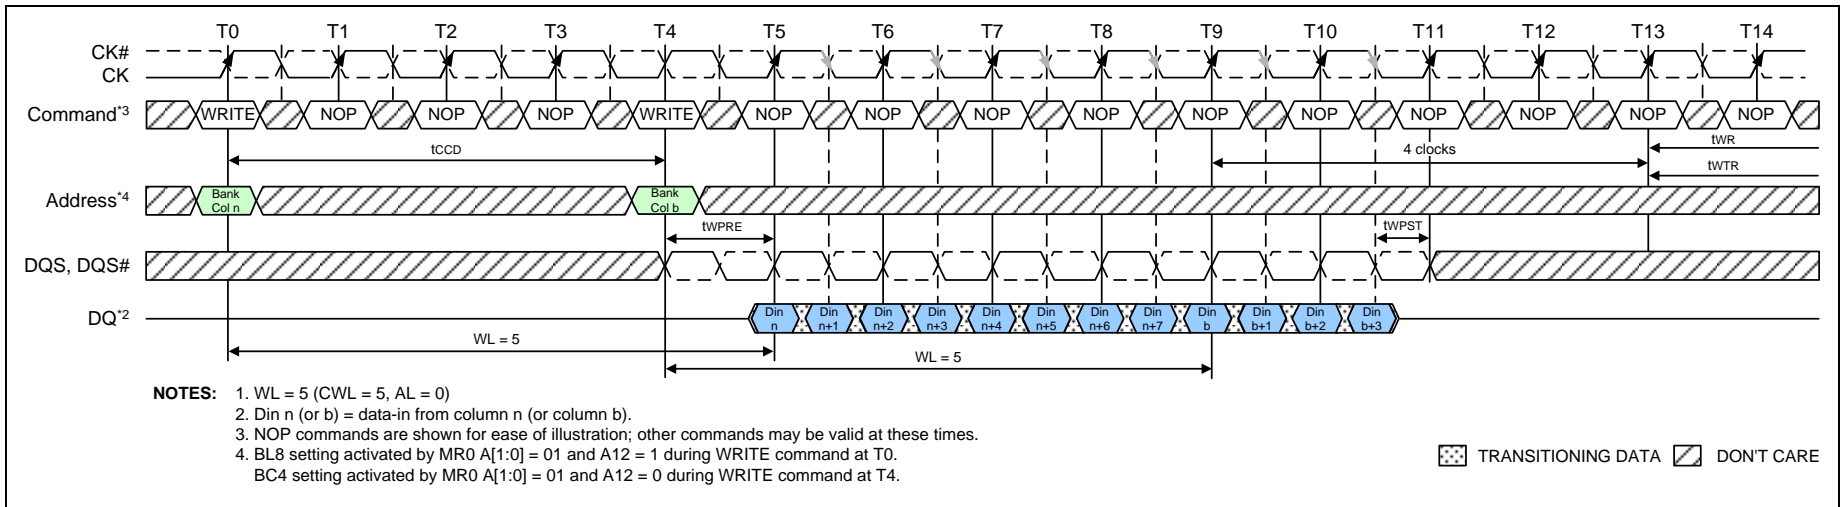 T0 T1 T2 T3 T4 T5 T6 T7 T8 T9 T10 T11 T12 T13 T14
CK#
CK
Command*3 WRITE NOP NOP NOP WRITE NOP NOP NOP NOP NOP NOP NOP NOP NOP NOP
tCCD 4 clocks tWR
tWTR
Address*4 Bank Col n Bank Col b
tWPRE tWPST
DQS, DQS#
DQ*2 Din n Din n+1 Din n+2 Din n+3 Din n+4 Din n+5 Din n+6 Din n+7 Din b Din b+1 Din b+2 Din b+3
WL = 5
WL = 5
NOTES: 1. WL = 5 (CWL = 5, AL = 0)
2. Din n (or b) = data-in from column n (or column b).
3. NOP commands are shown for ease of illustration; other commands may be valid at these times.
4. BL8 setting activated by MR0 A[1:0] = 01 and A12 = 1 during WRITE command at T0.
BC4 setting activated by MR0 A[1:0] = 01 and A12 = 0 during WRITE command at T4.
TRANSITIONING DATA DON'T CARE